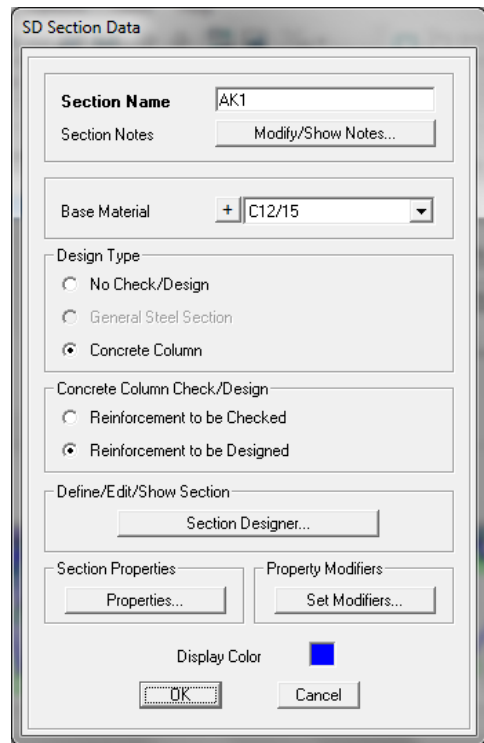 SD Section Data
Section Name AK1
Section Notes Modify/Show Notes...
Base Material + C12/15
Design Type
No Check/Design
General Steel Section
Concrete Column
Concrete Column Check/Design
Reinforcement to be Checked
Reinforcement to be Designed
Define/Edit/Show Section
Section Designer...
Section Properties Property Modifiers
Properties... Set Modifiers...
Display Color
OK Cancel